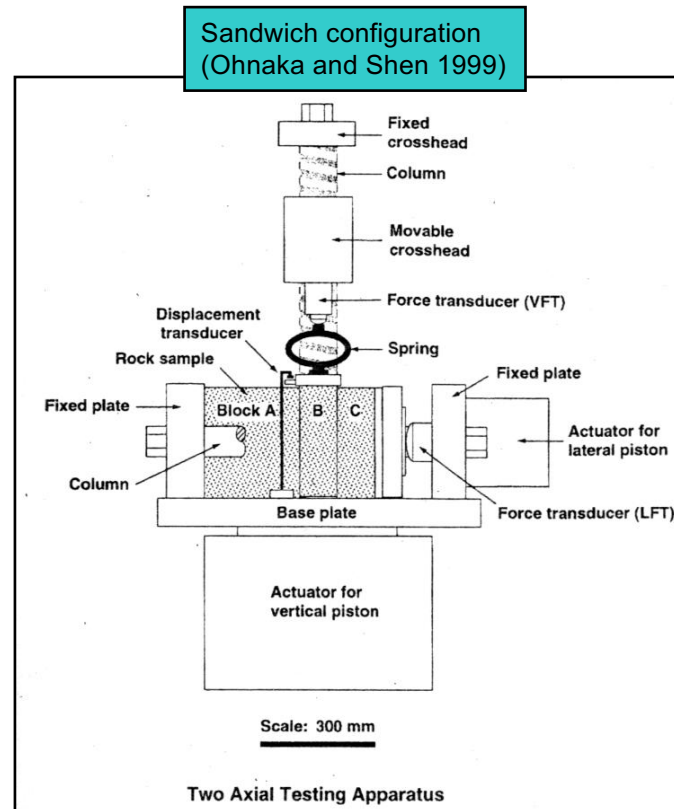 Sandwich configuration
(Ohnaka and Shen 1999)
Fixed
crosshead
Column
Movable
crosshead
Force transducer (VFT)
Displacement
transducer
Spring
Rock sample
Fixed plate
Fixed plate
Block A
B
C
Actuator for
lateral piston
Column
Force transducer (LFT)
Base plate
Actuator for
vertical piston
Scale: 300 mm
Two Axial Testing Apparatus